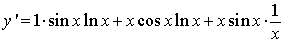 y' = 1·sin x ln x + x cos x ln x + x sin x · 1/x